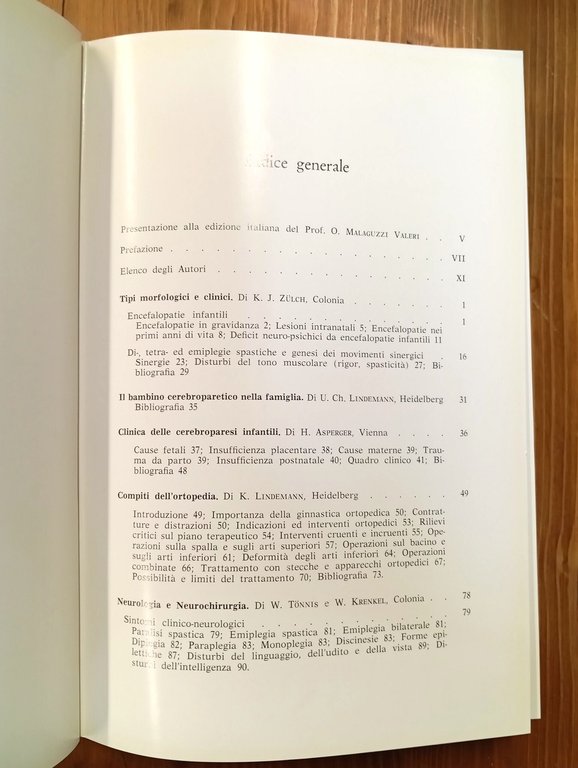 Indice generale
Presentazione alla edizione italiana del Prof. O. MALAGUZZI VALERI . . V
Prefazione . . . . . . . . . . . . . . VII
Elenco degli Autori . . . . . . . . . . . . XI
Tipi morfologici e clinici. Di K. J. ZÜLCH, Colonia . . . . . . 1
Encefalopatie infantili . . . . . . . . . . . 1
Encefalopatie in gravidanza 2; Lesioni intranatali 5; Encefalopatie nei
primi anni di vita 8; Deficit neuro-psichici da encefalopatie infantili 11
Di-, tetra- ed emiplegie spastiche e genesi dei movimenti sinergici . 16
Sinergie 23; Disturbi del tono muscolare (rigor, spasticità) 27; Bi-
bliografia 29
Il bambino cerebroparetico nella famiglia. Di U. Ch. LINDEMANN, Heidelberg 31
Bibliografia 35
Clinica delle cerebroparesi infantili. Di H. ASPERGER, Vienna . . . . 36
Cause fetali 37; Insufficienza placentare 38; Cause materne 39; Trau-
ma da parto 39; Insufficienza postnatale 40; Quadro clinico 41; Bi-
bliografia 48
Compiti dell'ortopedia. Di K. LINDEMANN, Heidelberg . . . . . . 49
Introduzione 49; Importanza della ginnastica ortopedica 50; Contrat-
ture e distrazioni 50; Indicazioni ed interventi ortopedici 53; Rilievi
critici sul piano terapeutico 54; Interventi cruenti e incruenti 55; Ope-
razioni sulla spalla e sugli arti superiori 57; Operazioni sul bacino e
sugli arti inferiori 61; Deformità degli arti inferiori 64; Operazioni
combinate 66; Trattamento con stecche e apparecchi ortopedici 67;
Possibilità e limiti del trattamento 70; Bibliografia 73.
Neurologia e Neurochirurgia. Di W. TÖNNIS e W. KRENKEL, Colonia . . 78
Sintomi clinico-neurologici . . . . . . . . . . 79
Paralisi spastica 79; Emiplegia spastica 81; Emiplegia bilaterale 81;
Diplegia 82; Paraplegia 83; Monoplegia 83; Discinesie 83; Forme epi-
lettiche 87; Disturbi del linguaggio, dell'udito e della vista 89; Di-
sturbi dell'intelligenza 90.